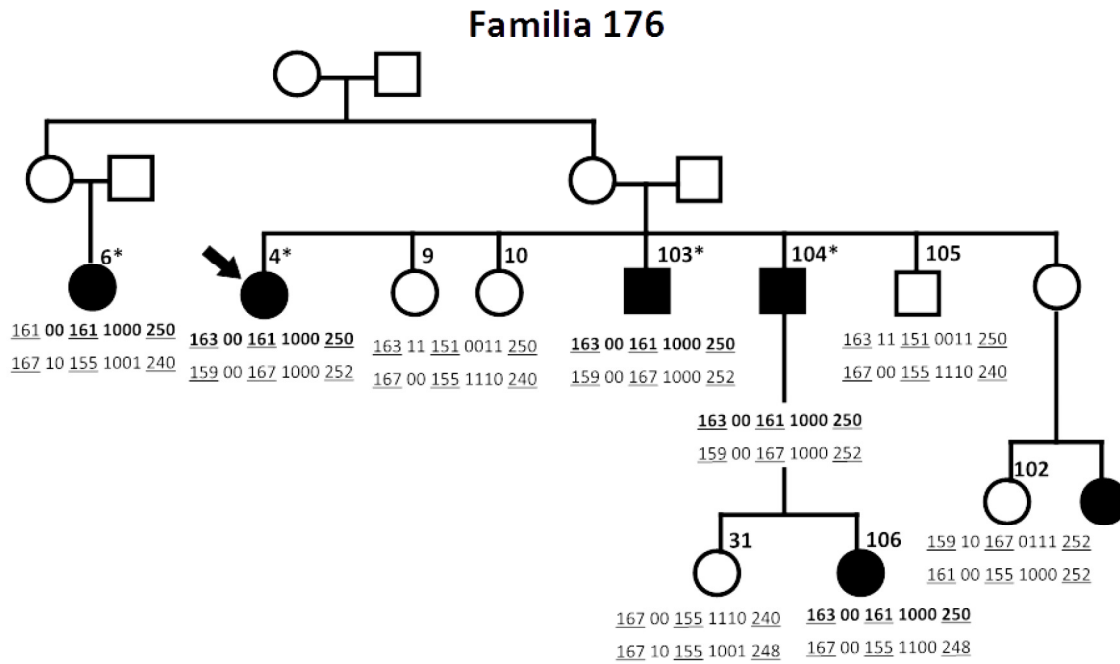 Familia 176
6*
4*
9
10
103*
104*
105
161 00 161 1000 250
167 10 155 1001 240
163 00 161 1000 250
159 00 167 1000 252
163 11 151 0011 250
167 00 155 1110 240
163 00 161 1000 250
159 00 167 1000 252
163 11 151 0011 250
167 00 155 1110 240
163 00 161 1000 250
159 00 167 1000 252
102
159 10 167 0111 252
161 00 155 1000 252
31
106
167 00 155 1110 240
167 10 155 1001 248
163 00 161 1000 250
167 00 155 1100 248